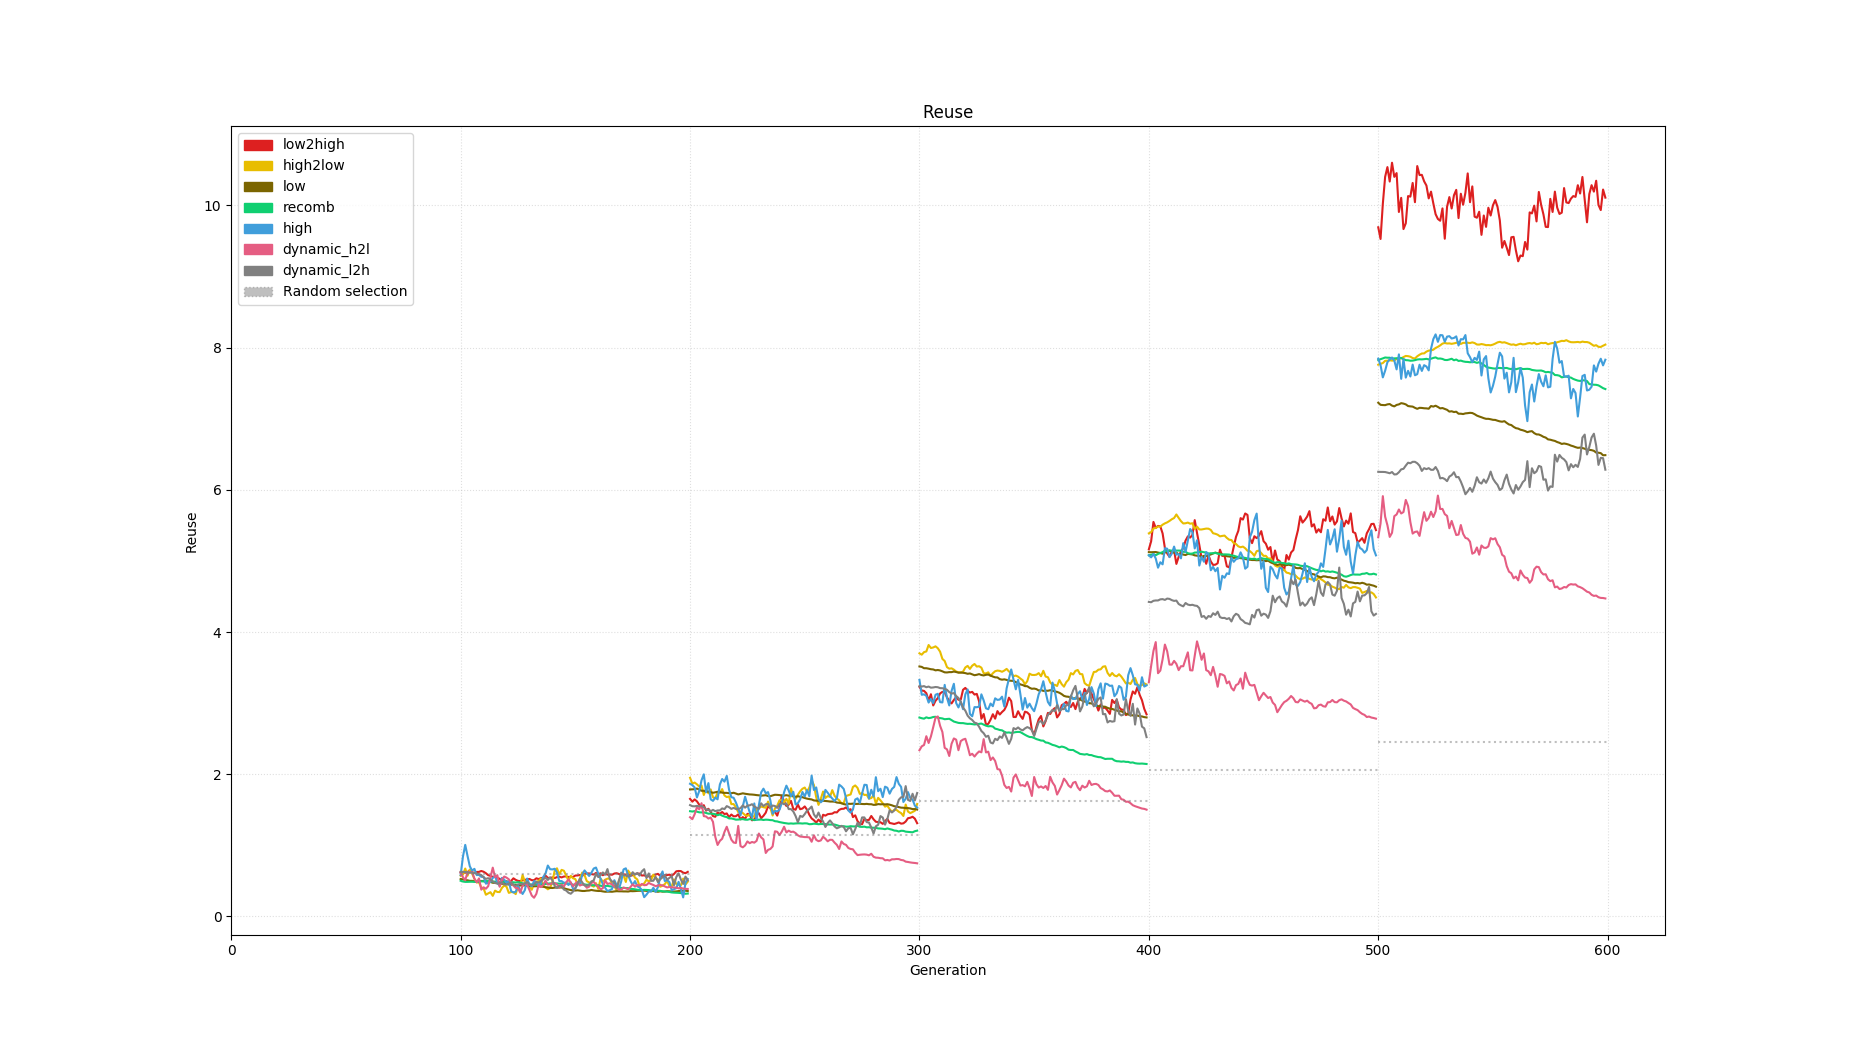 Reuse
low2high
high2low
low
recomb
high
dynamic_h2l
dynamic_l2h
Random selection
Reuse
10
8
6
4
2
0
0 100 200 300 400 500 600
Generation